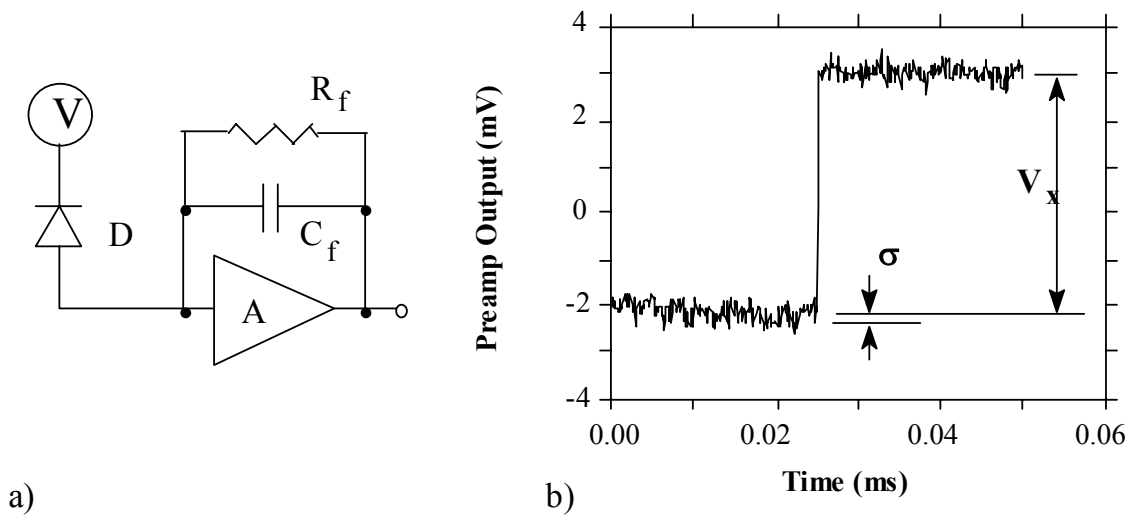 V
D
R f
C f
A
a)
Preamp Output (mV)
4
2
0
-2
-4
0.00
0.02
0.04
0.06
Time (ms)
σ
V x
b)